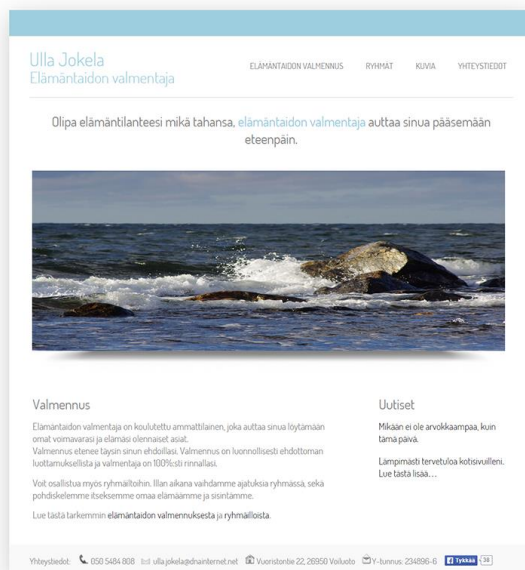 Ulla Jokela
Elämäntaidon valmentaja
ELÄMÄNTAIDON VALMENNUS RYHMÄT KUVIA YHTEYSTIEDOT
Olipa elämäntilanteesi mikä tahansa, elämäntaidon valmentaja auttaa sinua pääsemään
eteenpäin.
Valmennus
Elämäntaidon valmentaja on koulutettu ammattilainen, joka auttaa sinua löytämään
omat voimavarasi ja elämäsi olennaiset asiat.
Valmennus etenee täysin sinun ehdoillasi. Valmennus on luonnollisesti ehdottoman
luottamuksellista ja valmentaja on 100%:sti rinnallasi.
Voit osallistua myös ryhmäiltoihin. Illan aikana vaihdamme ajatuksia ryhmässä, sekä
pohdiskelemme itseksemme omaa elämäämme ja sisintämme.
Lue tästä tarkemmin elämäntaidon valmennuksesta ja ryhmäilloista.
Uutiset
Mikään ei ole arvokkaampaa, kuin
tämä päivä.
Lämpimästi tervetuloa kotisivuilleni.
Lue tästä lisää…
Yhteystiedot: 050 5484 808 ulla.jokela@dnainternet.net Vuoristontie 22, 26950 Voiluoto Y-tunnus: 234896-6 Tykkää 38